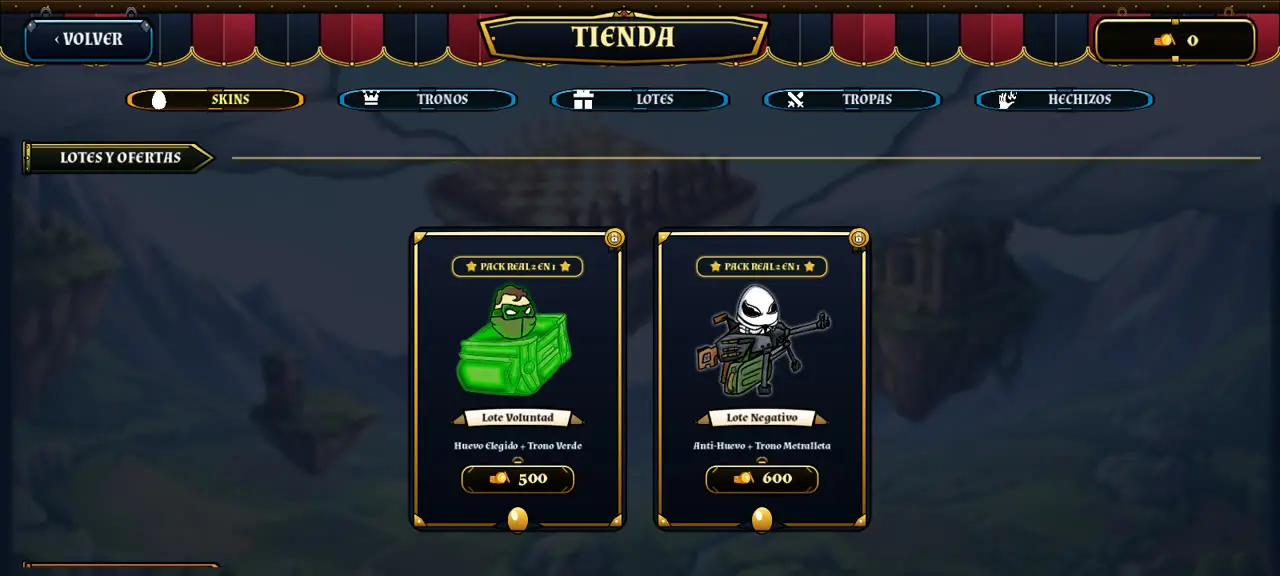 ‹ VOLVER
TIENDA
0
SKINS
TRONOS
LOTES
TROPAS
HECHIZOS
LOTES Y OFERTAS
PACK REAL 2 EN 1
Lote Voluntad
Huevo Elegido + Trono Verde
500
PACK REAL 2 EN 1
Lote Negativo
Anti-Huevo + Trono Metralleta
600